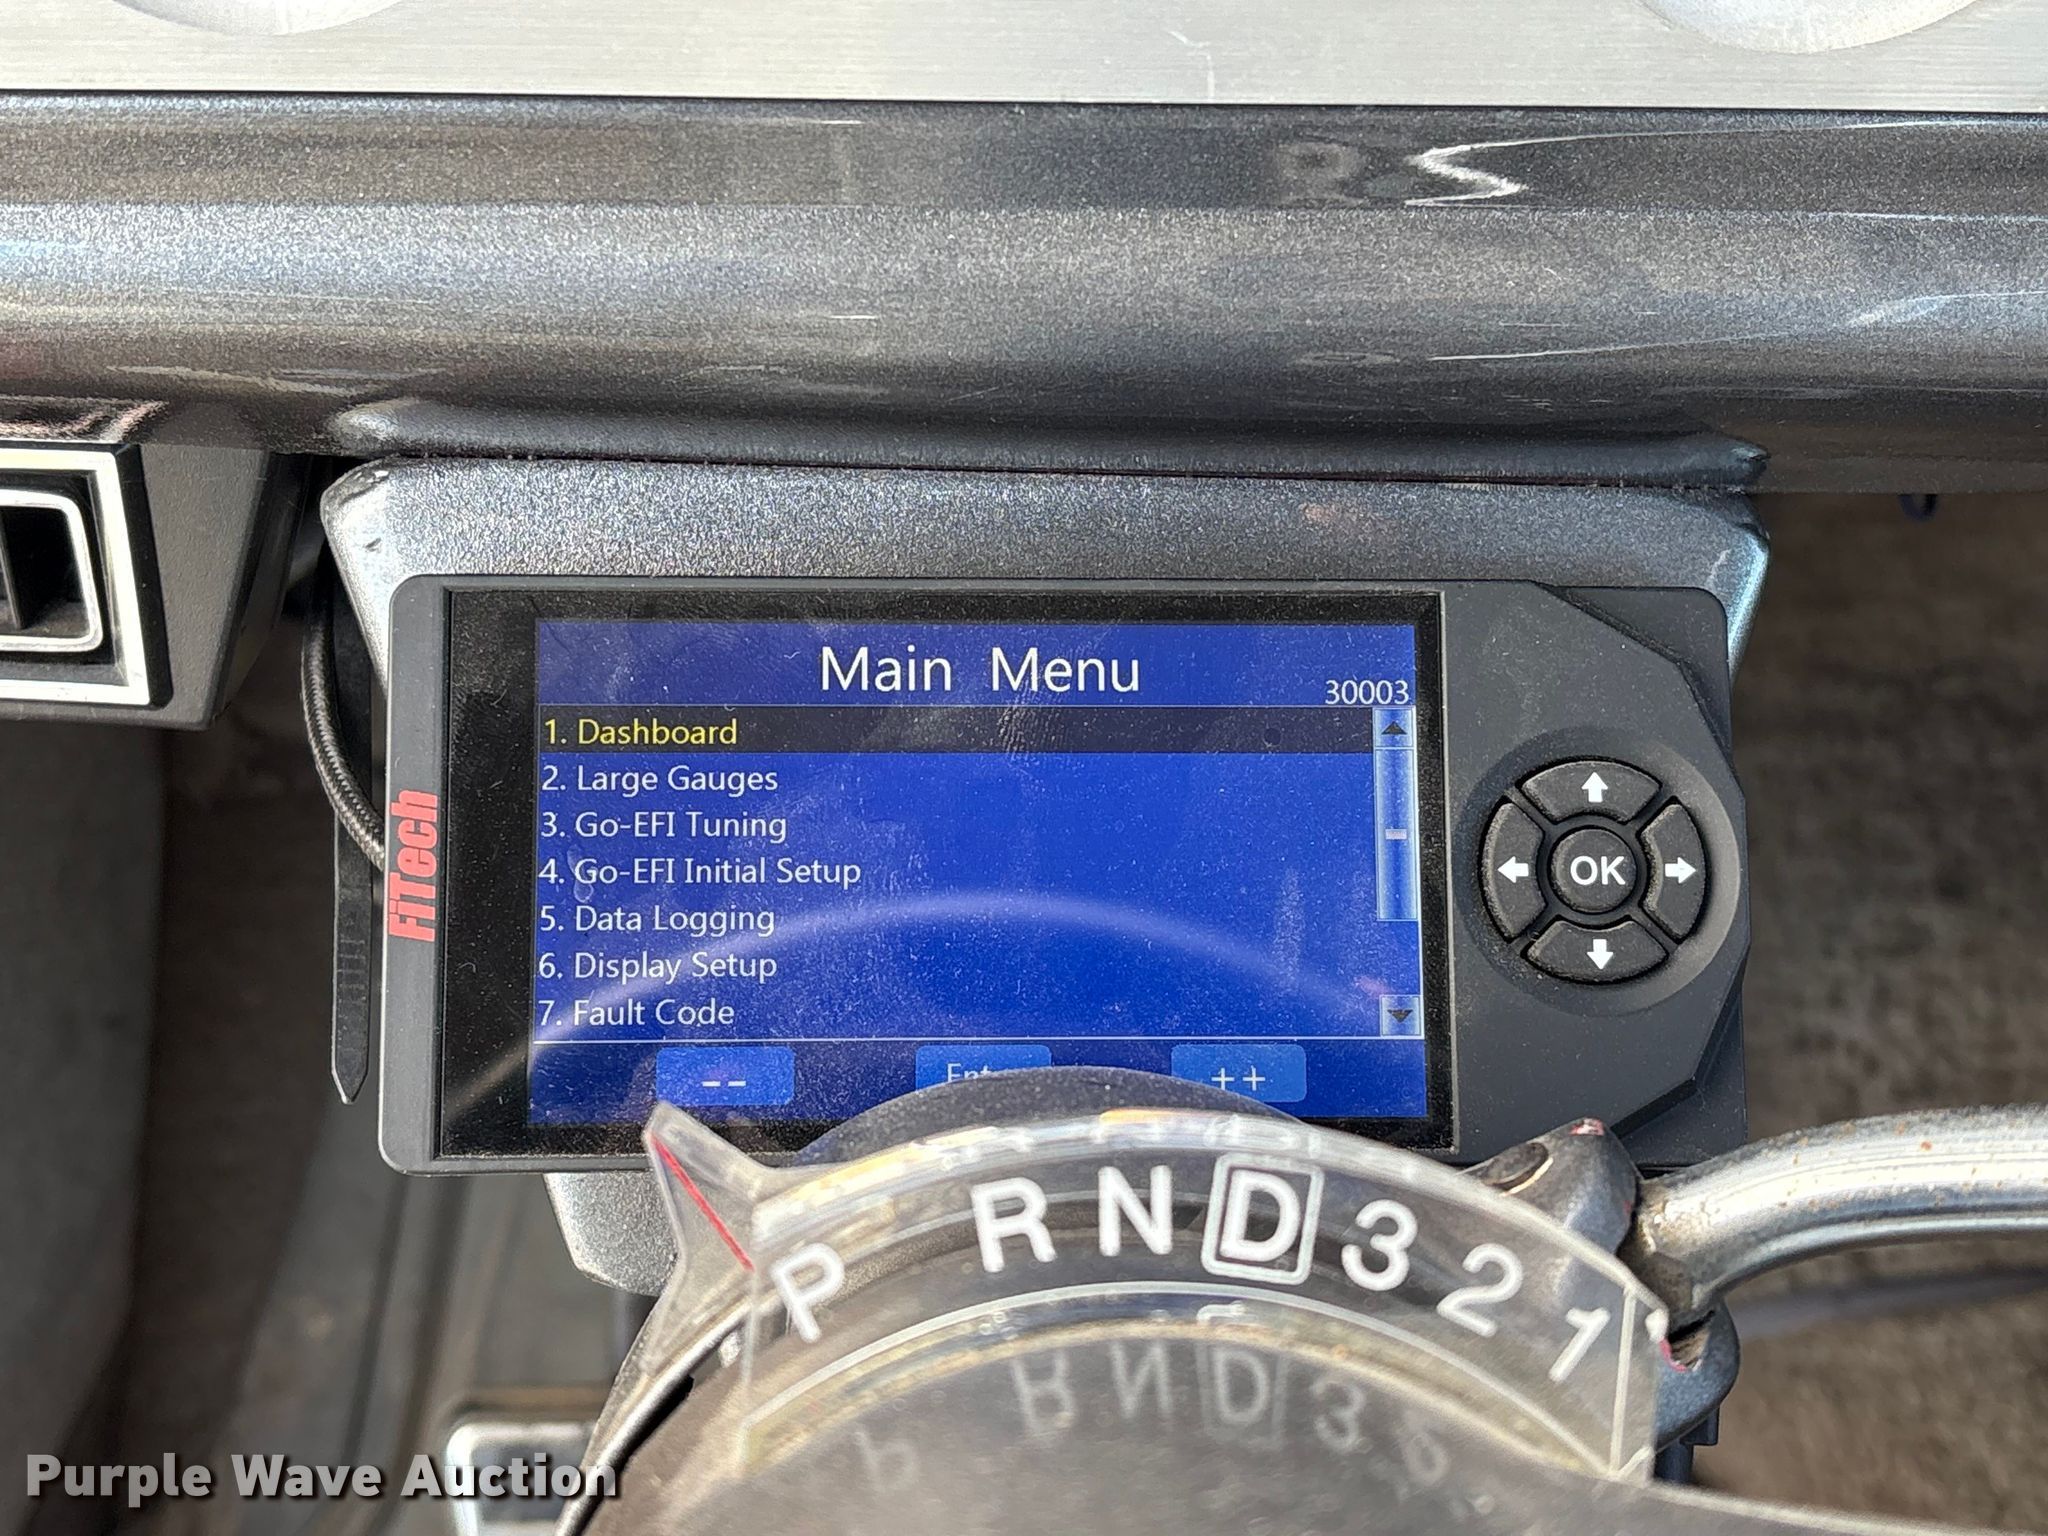 Main Menu
30003
1. Dashboard
2. Large Gauges
3. Go-EFI Tuning
4. Go-EFI Initial Setup
5. Data Logging
6. Display Setup
7. Fault Code
-- ++
FiTech
OK
P R N D 3 2 1
Purple Wave Auction